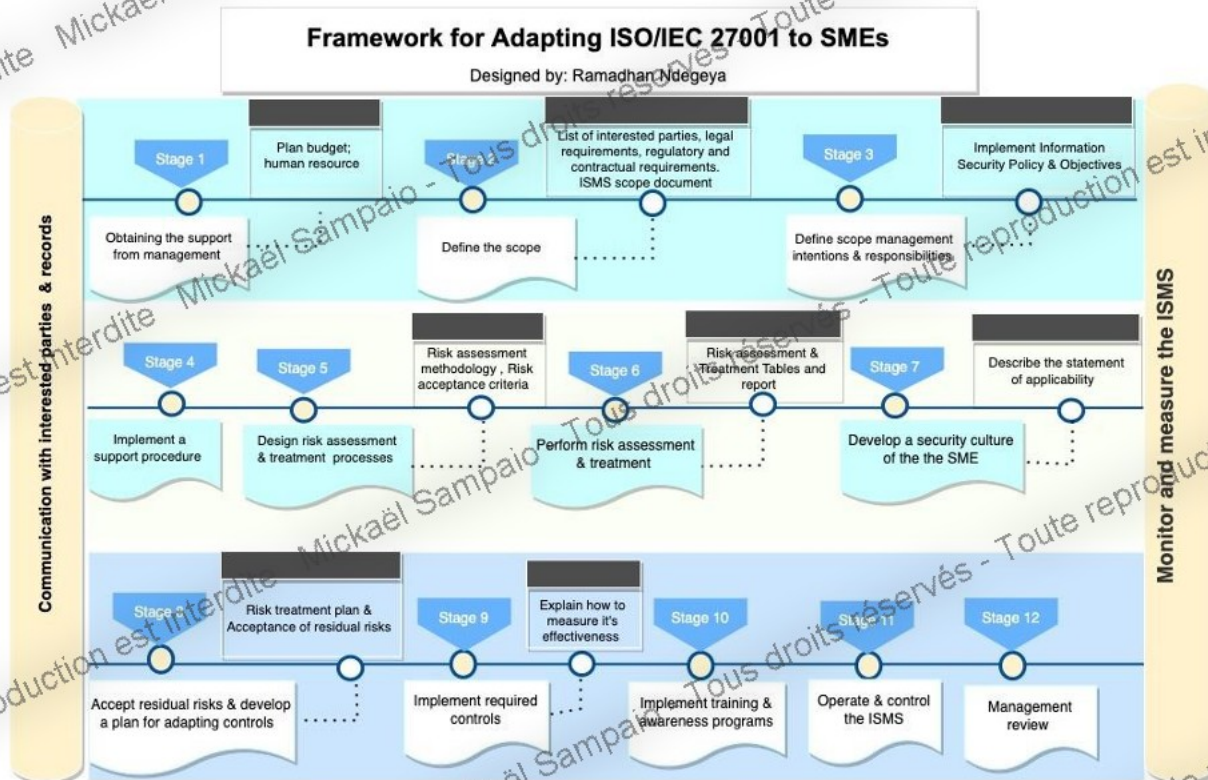 Framework for Adapting ISO/IEC 27001 to SMEs
Designed by: Ramadhan Ndegeya
Communication with interested parties & records
Stage 1
Plan budget;
human resource
Obtaining the support
from management
Stage 2
List of interested parties, legal
requirements, regulatory and
contractual requirements.
ISMS scope document
Define the scope
Stage 3
Implement Information
Security Policy & Objectives
Define scope management
intentions & responsibilities
Stage 4
Implement a
support procedure
Stage 5
Risk assessment
methodology , Risk
acceptance criteria
Design risk assessment
& treatment processes
Stage 6
Risk assessment &
Treatment Tables and
report
Perform risk assessment
& treatment
Stage 7
Describe the statement
of applicability
Develop a security culture
of the the SME
Stage 8
Risk treatment plan &
Acceptance of residual risks
Accept residual risks & develop
a plan for adapting controls
Stage 9
Explain how to
measure it's
effectiveness
Implement required
controls
Stage 10
Implement training &
awareness programs
Stage 11
Operate & control
the ISMS
Stage 12
Management
review
Monitor and measure the ISMS
Mickaël Sampaio - Tous droits réservés - Toute reproduction est interdite